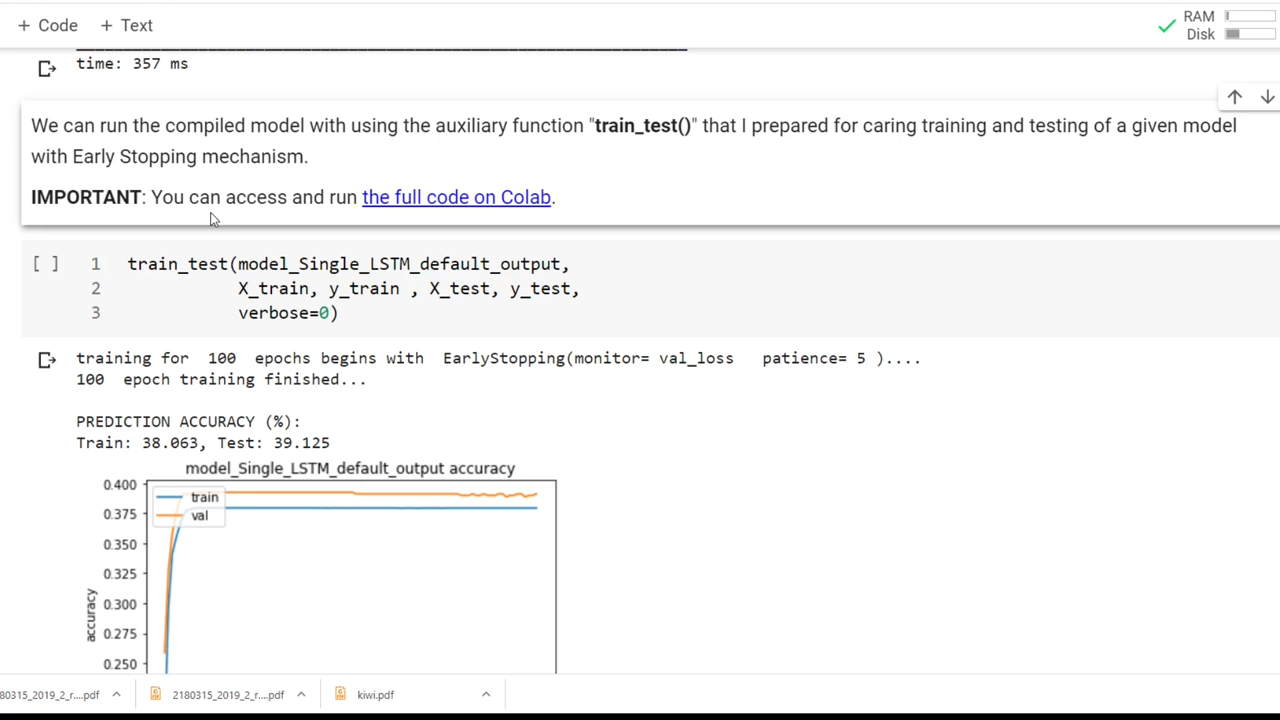 + Code + Text
RAM
Disk
time: 357 ms
We can run the compiled model with using the auxiliary function "train_test()" that I prepared for caring training and testing of a given model
with Early Stopping mechanism.
IMPORTANT: You can access and run the full code on Colab.
[ ] 1 train_test(model_Single_LSTM_default_output,
2 X_train, y_train , X_test, y_test,
3 verbose=0)
training for 100 epochs begins with EarlyStopping(monitor= val_loss patience= 5 )....
100 epoch training finished...
PREDICTION ACCURACY (%):
Train: 38.063, Test: 39.125
model_Single_LSTM_default_output accuracy
0.400
train
val
0.375
0.350
0.325
0.300
0.275
0.250
accuracy
80315_2019_2_r....pdf
2180315_2019_2_r....pdf
kiwi.pdf